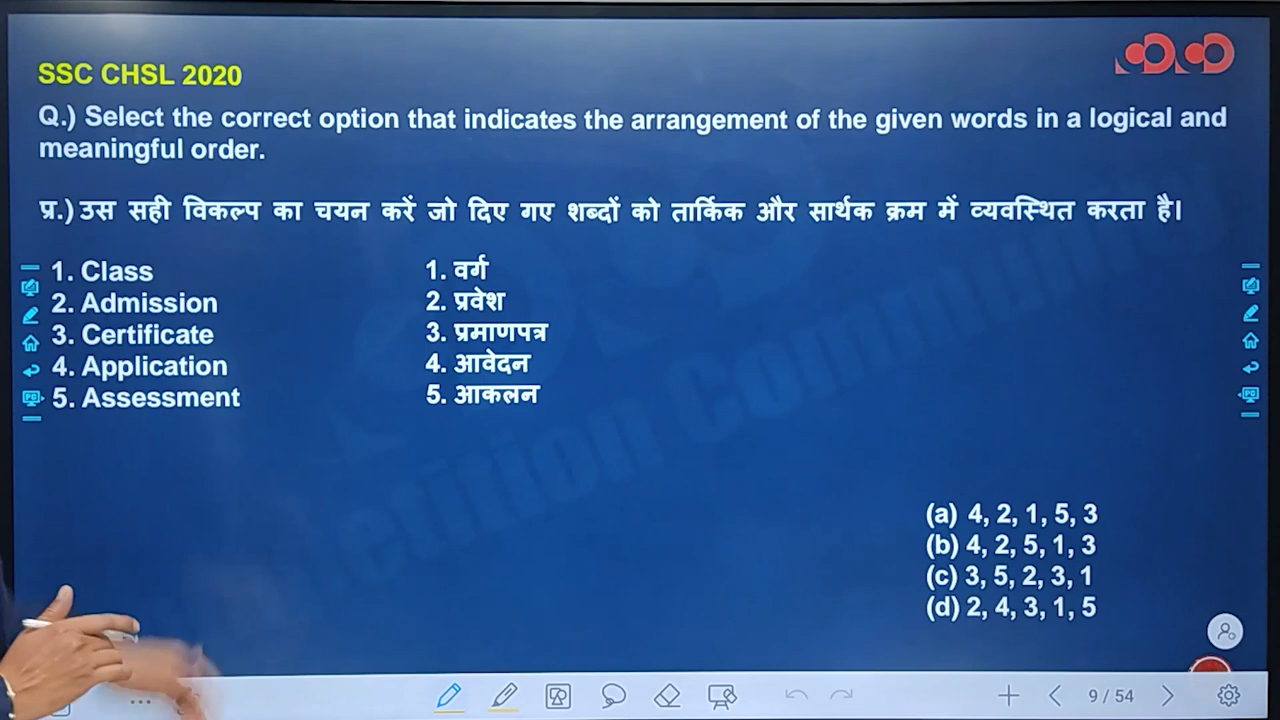 SSC CHSL 2020
Q.) Select the correct option that indicates the arrangement of the given words in a logical and
meaningful order.
प्र.) उस सही विकल्प का चयन करें जो दिए गए शब्दों को तार्किक और सार्थक क्रम में व्यवस्थित करता है।
1. Class
2. Admission
3. Certificate
4. Application
5. Assessment
1. वर्ग
2. प्रवेश
3. प्रमाणपत्र
4. आवेदन
5. आकलन
(a) 4, 2, 1, 5, 3
(b) 4, 2, 5, 1, 3
(c) 3, 5, 2, 3, 1
(d) 2, 4, 3, 1, 5
PC
PC
9 / 54